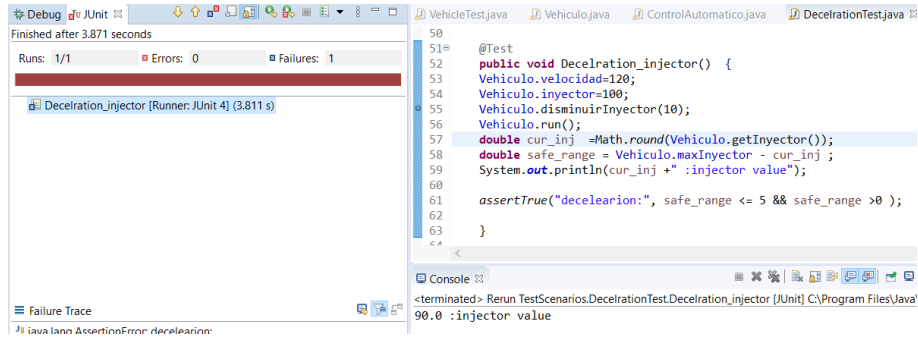 Debug JUnit
Finished after 3.871 seconds
Runs: 1/1 Errors: 0 Failures: 1
Decelration_injector [Runner: JUnit 4] (3.811 s)
Failure Trace
java.lang.AssertionError: decelearion:
VehicleTest.java Vehiculo.java ControlAutomatico.java DecelrationTest.java
50
51 @Test
52 public void Decelration_injector() {
53 Vehiculo.velocidad=120;
54 Vehiculo.inyector=100;
55 Vehiculo.disminuirInyector(10);
56 Vehiculo.run();
57 double cur_inj =Math.round(Vehiculo.getInyector());
58 double safe_range = Vehiculo.maxInyector - cur_inj ;
59 System.out.println(cur_inj +" :injector value");
60
61 assertTrue("decelearion:", safe_range <= 5 && safe_range >0 );
62
63 }
64
Console
<terminated> Rerun TestScenarios.DecelrationTest.Decelration_injector [JUnit] C:\Program Files\Java\
90.0 :injector value